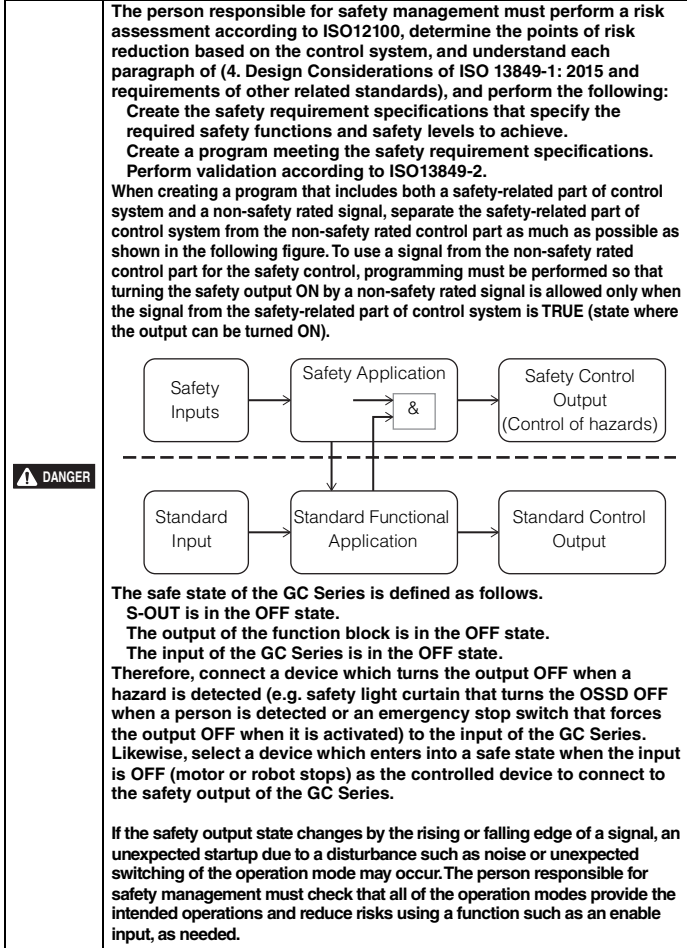 The person responsible for safety management must perform a risk
assessment according to ISO12100, determine the points of risk
reduction based on the control system, and understand each
paragraph of (4. Design Considerations of ISO 13849-1: 2015 and
requirements of other related standards), and perform the following:
Create the safety requirement specifications that specify the
required safety functions and safety levels to achieve.
Create a program meeting the safety requirement specifications.
Perform validation according to ISO13849-2.
When creating a program that includes both a safety-related part of control
system and a non-safety rated signal, separate the safety-related part of
control system from the non-safety rated control part as much as possible as
shown in the following figure. To use a signal from the non-safety rated
control part for the safety control, programming must be performed so that
turning the safety output ON by a non-safety rated signal is allowed only when
the signal from the safety-related part of control system is TRUE (state where
the output can be turned ON).
Safety
Inputs
Safety Application
&
Safety Control
Output
(Control of hazards)
DANGER
Standard
Input
Standard Functional
Application
Standard Control
Output
The safe state of the GC Series is defined as follows.
S-OUT is in the OFF state.
The output of the function block is in the OFF state.
The input of the GC Series is in the OFF state.
Therefore, connect a device which turns the output OFF when a
hazard is detected (e.g. safety light curtain that turns the OSSD OFF
when a person is detected or an emergency stop switch that forces
the output OFF when it is activated) to the input of the GC Series.
Likewise, select a device which enters into a safe state when the input
is OFF (motor or robot stops) as the controlled device to connect to
the safety output of the GC Series.
If the safety output state changes by the rising or falling edge of a signal, an
unexpected startup due to a disturbance such as noise or unexpected
switching of the operation mode may occur. The person responsible for
safety management must check that all of the operation modes provide the
intended operations and reduce risks using a function such as an enable
input, as needed.